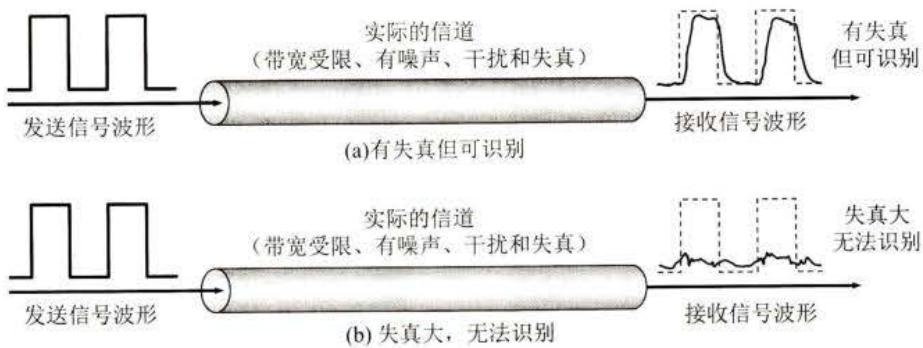 实际的信道
(带宽受限、有噪声、干扰和失真)
有失真
但可识别
发送信号波形
接收信号波形
(a)有失真但可识别
实际的信道
(带宽受限、有噪声、干扰和失真)
失真大
无法识别
发送信号波形
接收信号波形
(b) 失真大，无法识别